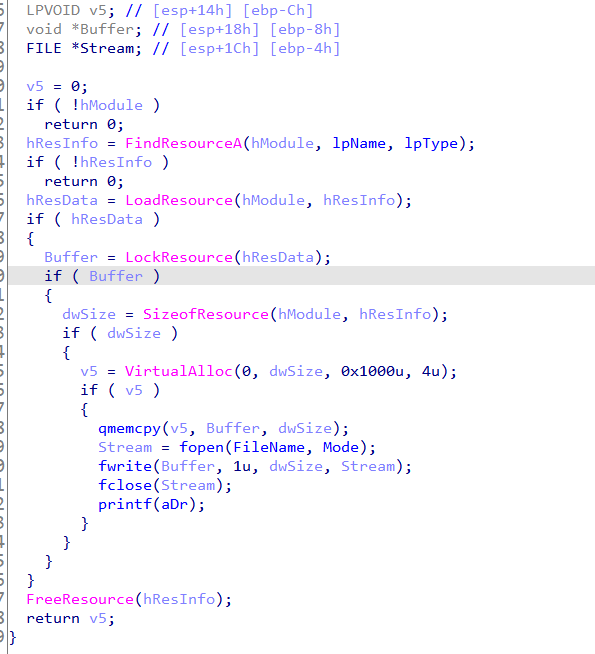 LPVOID v5; // [esp+14h] [ebp-Ch]
void *Buffer; // [esp+18h] [ebp-8h]
FILE *Stream; // [esp+1Ch] [ebp-4h]
v5 = 0;
if ( !hModule )
return 0;
hResInfo = FindResourceA(hModule, lpName, lpType);
if ( !hResInfo )
return 0;
hResData = LoadResource(hModule, hResInfo);
if ( hResData )
{
Buffer = LockResource(hResData);
if ( Buffer )
{
dwSize = SizeofResource(hModule, hResInfo);
if ( dwSize )
{
v5 = VirtualAlloc(0, dwSize, 0x1000u, 4u);
if ( v5 )
{
qmemcpy(v5, Buffer, dwSize);
Stream = fopen(FileName, Mode);
fwrite(Buffer, 1u, dwSize, Stream);
fclose(Stream);
printf(aDr);
}
}
}
}
FreeResource(hResInfo);
return v5;
}